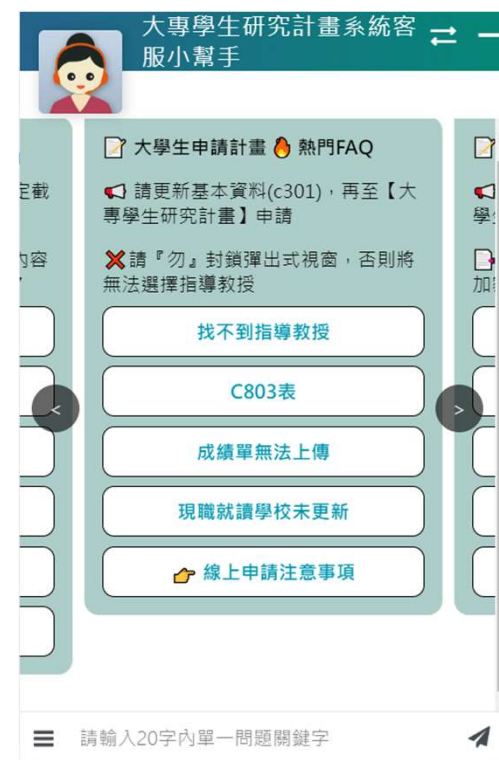 大專學生研究計畫系統客
服小幫手
📝 大學生申請計畫 🔥 熱門FAQ
📢 請更新基本資料(c301)，再至【大
專學生研究計畫】申請
❌請『勿』封鎖彈出式視窗，否則將
無法選擇指導教授
找不到指導教授
C803表
成績單無法上傳
現職就讀學校未更新
👉 線上申請注意事項
定截
內容
學
加
<
>
請輸入20字內單一問題關鍵字